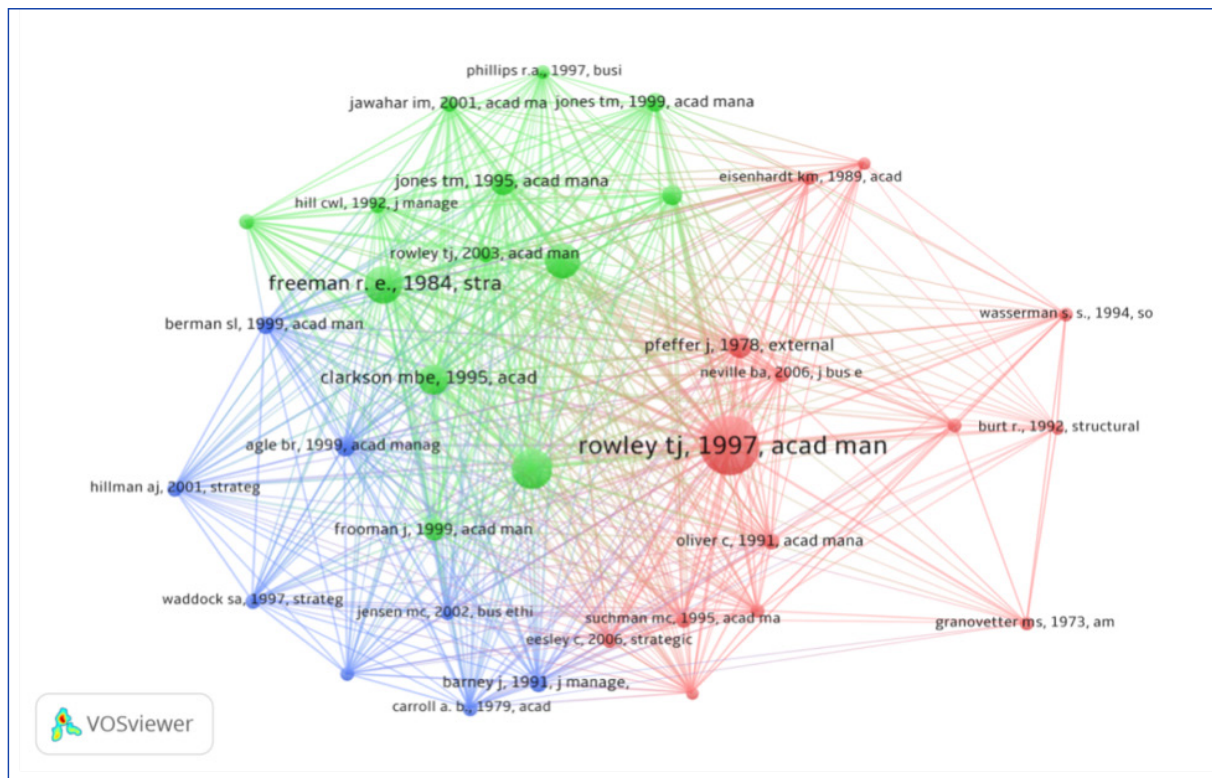 phillips r.a., 1997, busi
jawahar im, 2001, acad ma
jones tm, 1999, acad mana
eisenhardt km, 1989, acad
jones tm, 1995, acad mana
hill cwl, 1992, j manage
rowley tj, 2003, acad man
freeman r. e., 1984, stra
berman sl, 1999, acad man
wasserman s. s., 1994, so
pfeffer j, 1978, external
neville ba, 2006, j bus e
clarkson mbe, 1995, acad
burt r., 1992, structural
agle br, 1999, acad manag
rowley tj, 1997, acad man
hillman aj, 2001, strateg
frooman j, 1999, acad man
oliver c, 1991, acad mana
waddock sa, 1997, strateg
jensen mc, 2002, bus ethi
suchman mc, 1995, acad ma
granovetter ms, 1973, am
eesley c, 2006, strategic
barney j, 1991, j manage,
carroll a. b., 1979, acad
VOSviewer